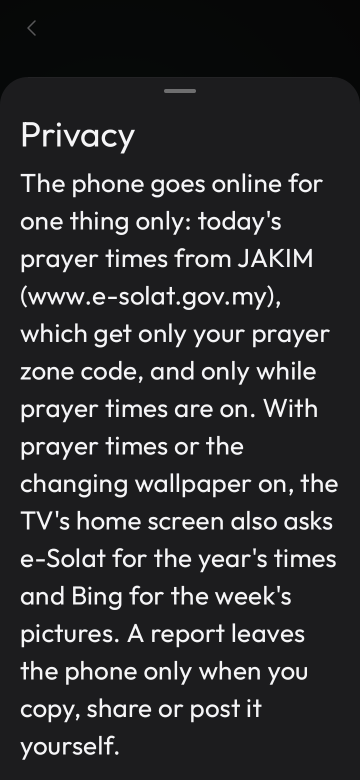 Privacy
The phone goes online for
one thing only: today's
prayer times from JAKIM
(www.e-solat.gov.my),
which get only your prayer
zone code, and only while
prayer times are on. With
prayer times or the
changing wallpaper on, the
TV's home screen also asks
e-Solat for the year's times
and Bing for the week's
pictures. A report leaves
the phone only when you
copy, share or post it
yourself.